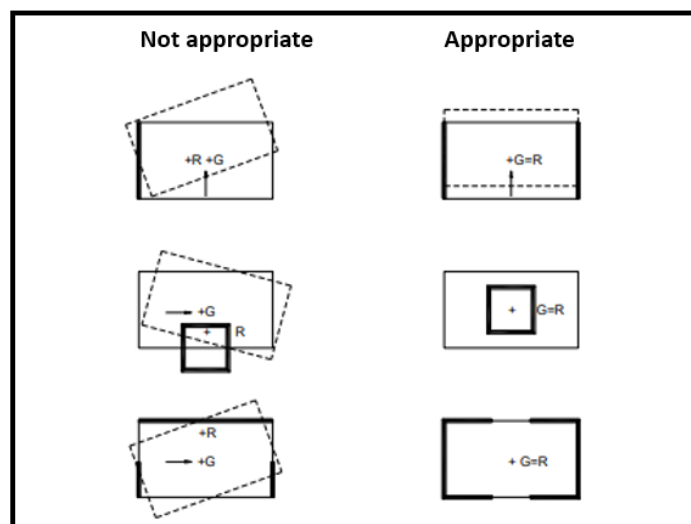 Not appropriate Appropriate
+R +G +G=R
+G
+ R + G=R
+R
+G + G=R